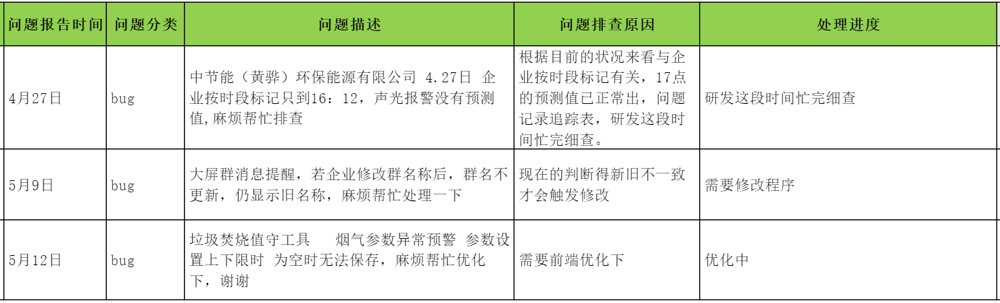 问题报告时间 问题分类 问题描述 问题排查原因 处理进度
4月27日
bug
中节能（黄骅）环保能源有限公司 4.27日 企
业按时段标记只到16：12，声光报警没有预测
值,麻烦帮忙排查
根据目前的状况来看与企
业按时段标记有关，17点
的预测值已正常出，问题
记录追踪表，研发这段时
间忙完细查。
研发这段时间忙完细查
5月9日
bug
大屏群消息提醒，若企业修改群名称后，群名不
更新，仍显示旧名称，麻烦帮忙处理一下
现在的判断得新旧不一致
才会触发修改
需要修改程序
5月12日
bug
垃圾焚烧值守工具 烟气参数异常预警 参数设
置上下限时 为空时无法保存，麻烦帮忙优化
下，谢谢
需要前端优化下
优化中